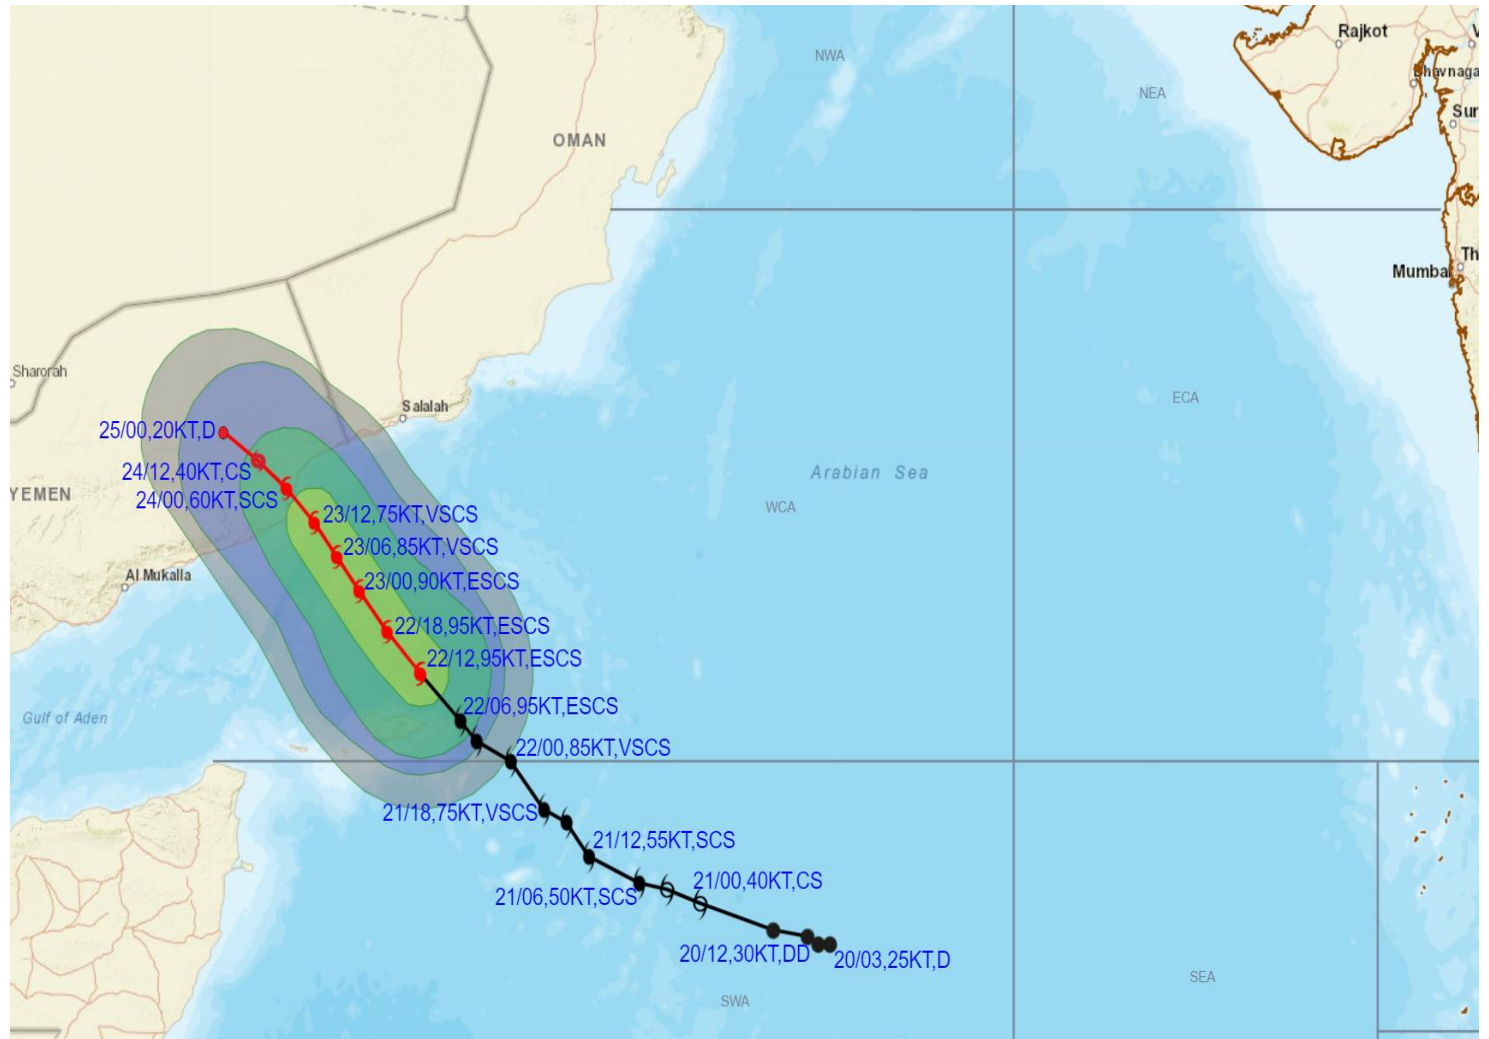 Rajkot
V
NWA
Bhavnaga
NEA
Sur
OMAN
Th
Mumbai
Sharorah
ECA
Salalah
25/00,20KT,D
24/12,40KT,CS
Arabian Sea
YEMEN
24/00,60KT,SCS
WCA
23/12,75KT,VSCS
23/06,85KT,VSCS
Al Mukalla
23/00,90KT,ESCS
22/18,95KT,ESCS
22/12,95KT,ESCS
22/06,95KT,ESCS
Gulf of Aden
22/00,85KT,VSCS
21/18,75KT,VSCS
21/12,55KT,SCS
21/00,40KT,CS
21/06,50KT,SCS
20/12,30KT,DD
20/03,25KT,D
SEA
SWA